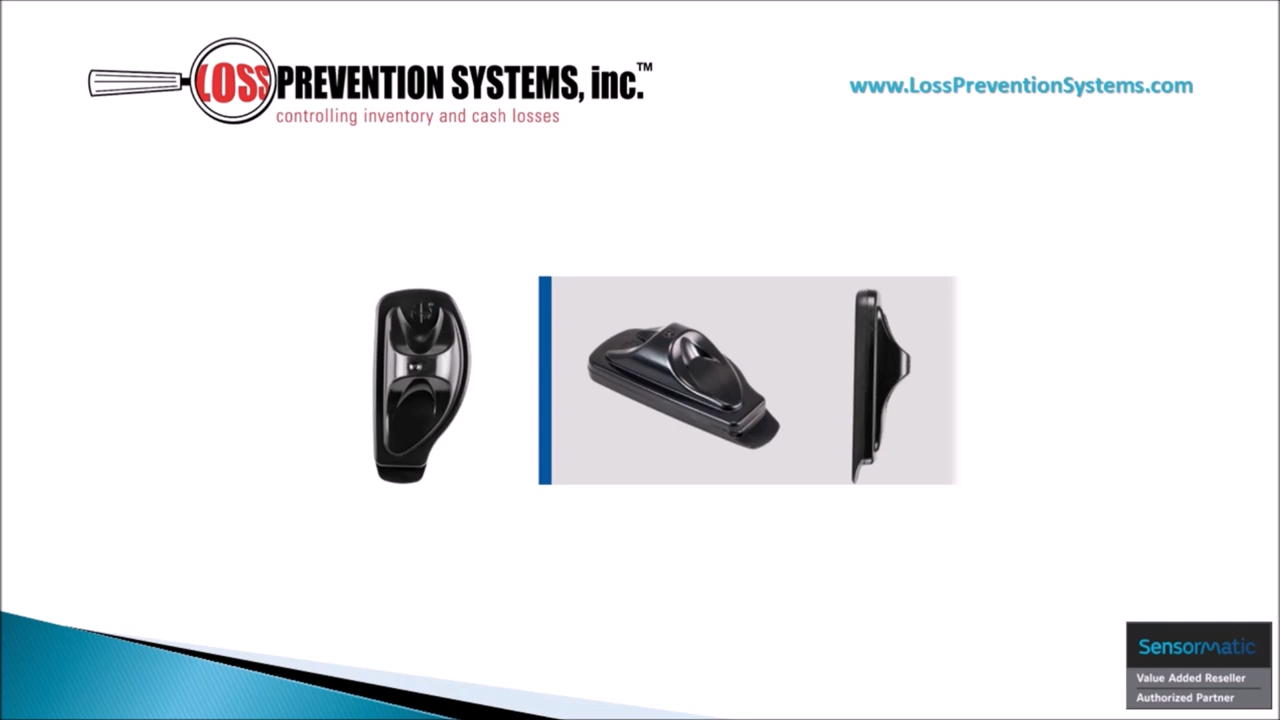 LOSS PREVENTION SYSTEMS, inc.™
controlling inventory and cash losses
www.LossPreventionSystems.com
Sensormatic
Value Added Reseller
Authorized Partner